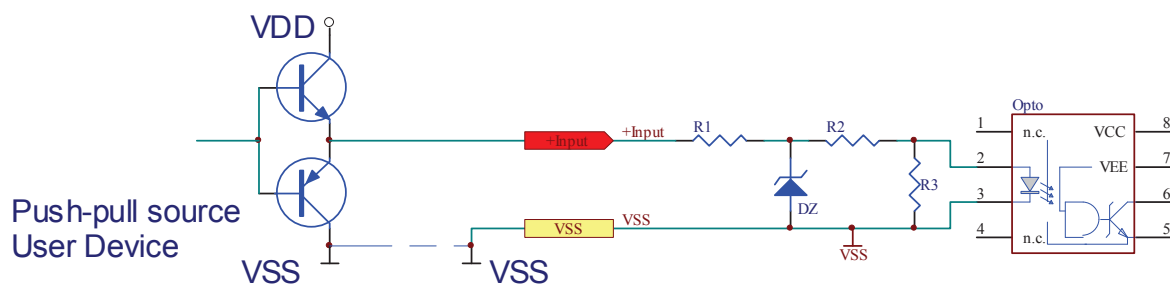 VDD
Opto
1
n.c.
VCC
8
+Input
+Input
R1
R2
2
VEE
7
R3
3
6
DZ
Push-pull source
User Device
VSS
VSS
4
n.c.
5
VSS
VSS
VSS